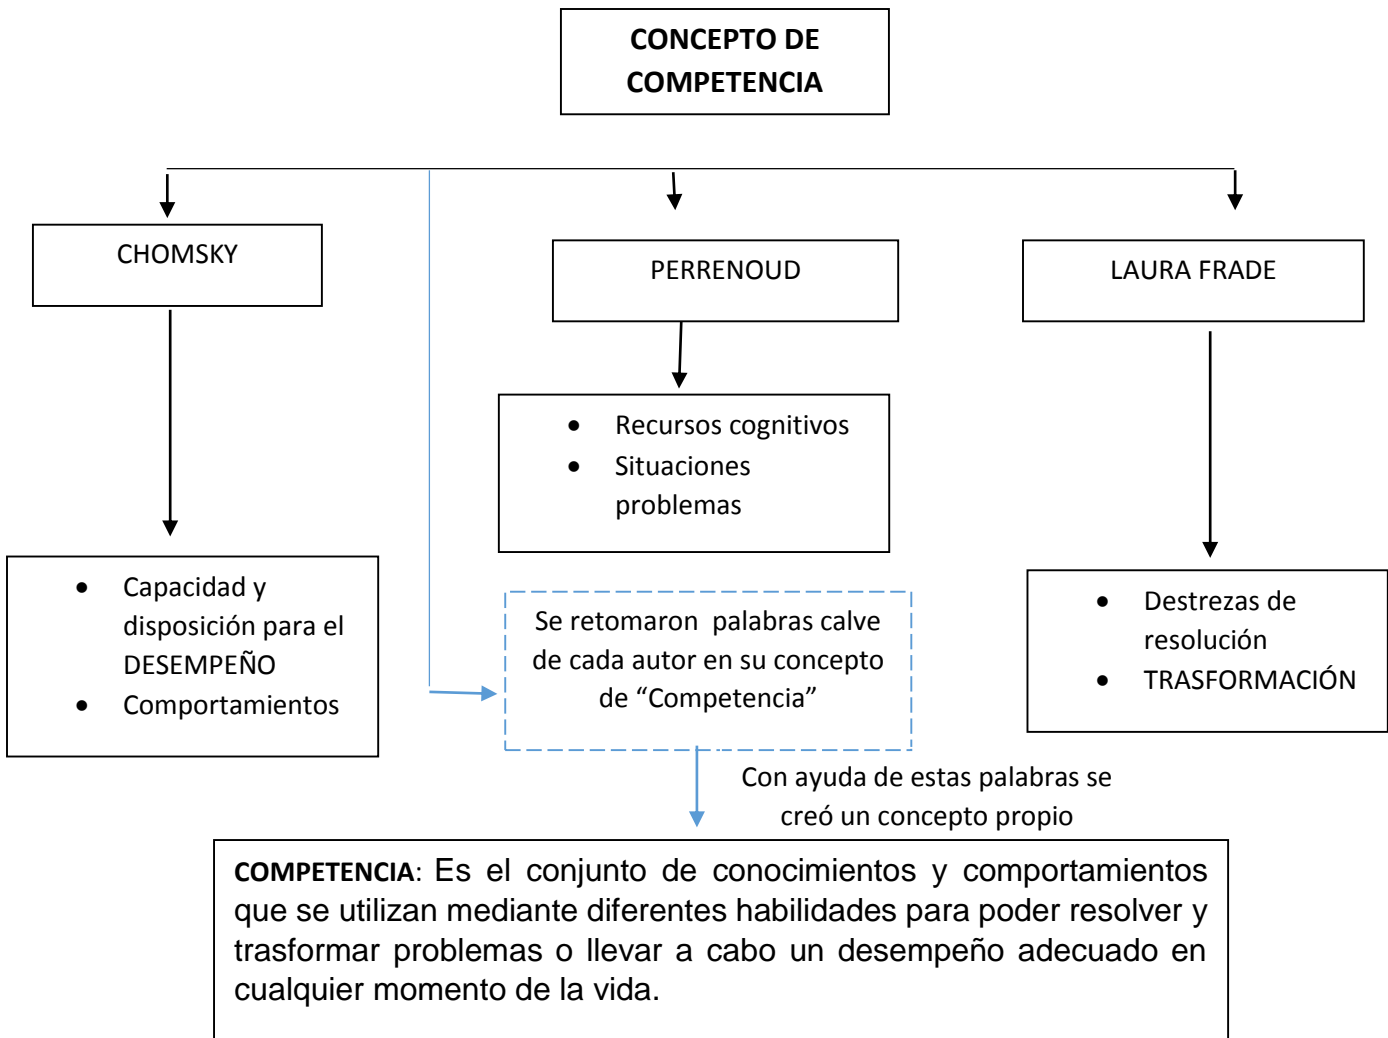 CONCEPTO DE
COMPETENCIA
CHOMSKY
PERRENOUD
LAURA FRADE
• Recursos cognitivos
• Situaciones
problemas
• Capacidad y
disposición para el
DESEMPEÑO
• Comportamientos
• Destrezas de
resolución
• TRASFORMACIÓN
Se retomaron palabras calve
de cada autor en su concepto
de “Competencia”
Con ayuda de estas palabras se
creó un concepto propio
COMPETENCIA: Es el conjunto de conocimientos y comportamientos
que se utilizan mediante diferentes habilidades para poder resolver y
trasformar problemas o llevar a cabo un desempeño adecuado en
cualquier momento de la vida.